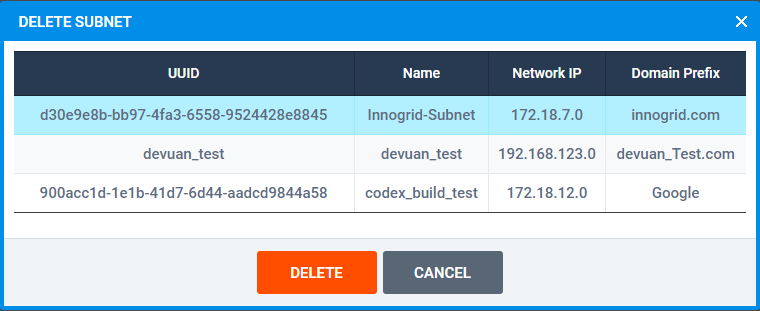 DELETE SUBNET
UUID Name Network IP Domain Prefix
d30e9e8b-bb97-4fa3-6558-9524428e8845 Innogrid-Subnet 172.18.7.0 innogrid.com
devuan_test devuan_test 192.168.123.0 devuan_Test.com
900acc1d-1e1b-41d7-6d44-aadcd9844a58 codex_build_test 172.18.12.0 Google
DELETE CANCEL